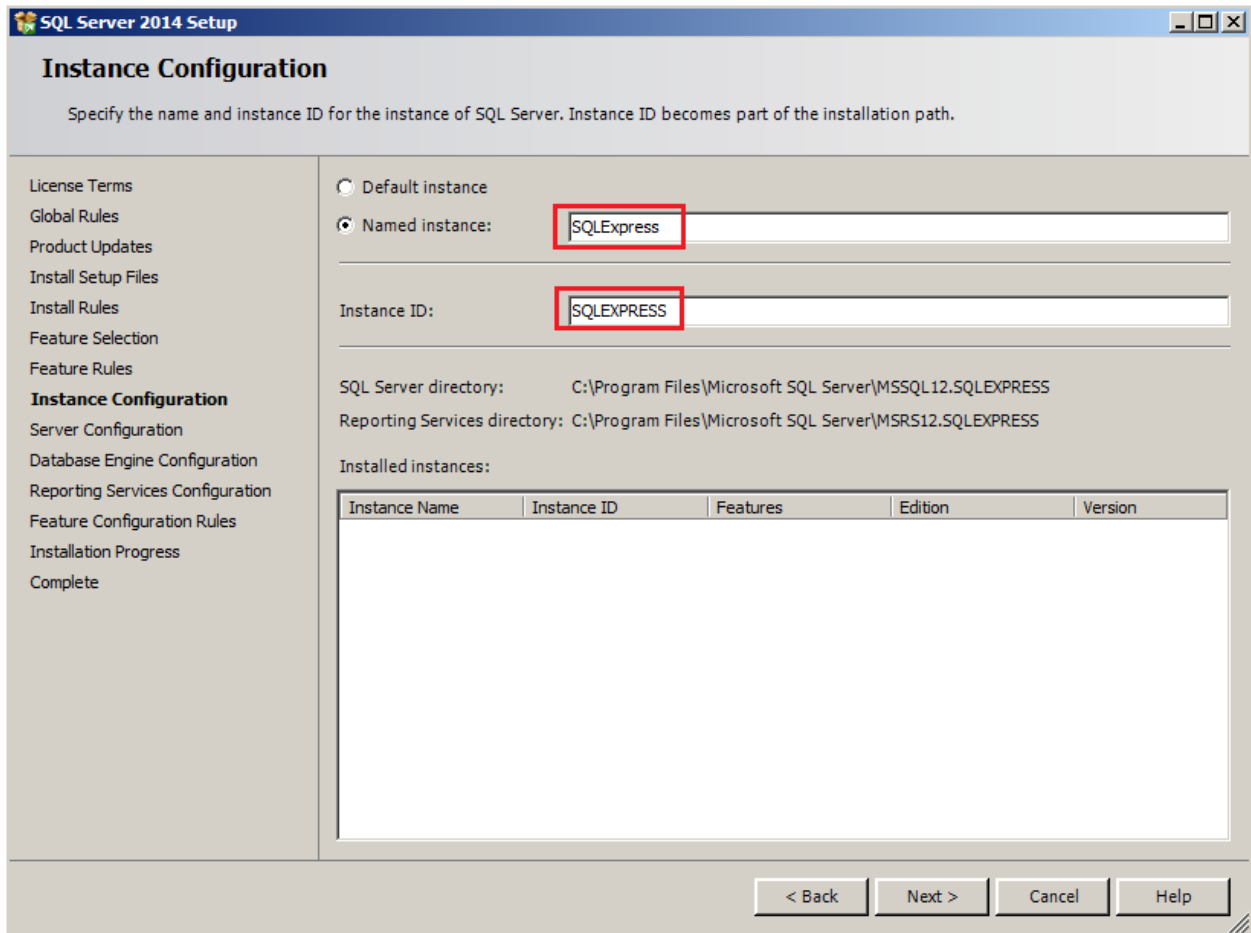 SQL Server 2014 Setup
Instance Configuration
Specify the name and instance ID for the instance of SQL Server. Instance ID becomes part of the installation path.
License Terms
Global Rules
Product Updates
Install Setup Files
Install Rules
Feature Selection
Feature Rules
Instance Configuration
Server Configuration
Database Engine Configuration
Reporting Services Configuration
Feature Configuration Rules
Installation Progress
Complete
Default instance
Named instance: SQLExpress
Instance ID: SQLEXPRESS
SQL Server directory: C:\Program Files\Microsoft SQL Server\MSSQL12.SQLEXPRESS
Reporting Services directory: C:\Program Files\Microsoft SQL Server\MSRS12.SQLEXPRESS
Installed instances:
Instance Name Instance ID Features Edition Version
< Back Next > Cancel Help